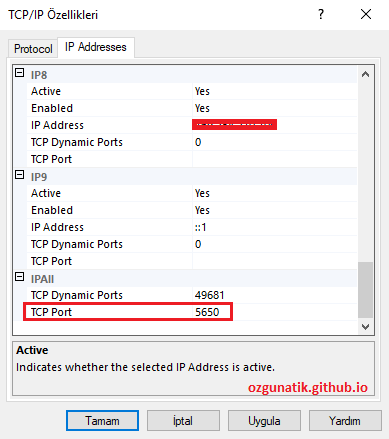 TCP/IP Özellikleri
Protocol IP Addresses
IP8
Active Yes
Enabled Yes
IP Address
TCP Dynamic Ports 0
TCP Port
IP9
Active Yes
Enabled Yes
IP Address ::1
TCP Dynamic Ports 0
TCP Port
IPAll
TCP Dynamic Ports 49681
TCP Port 5650
Active
Indicates whether the selected IP Address is active.
ozgunatik.github.io
Tamam İptal Uygula Yardım